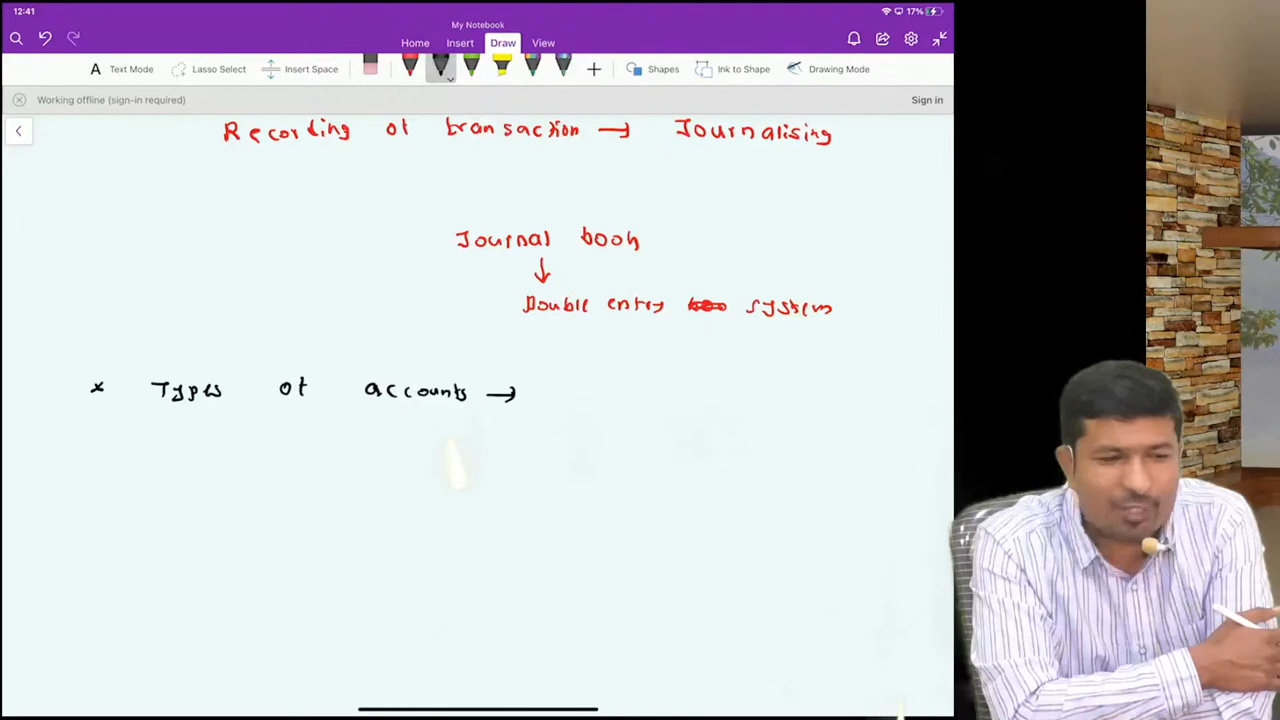 12:41
17%
My Notebook
Home Insert Draw View
Text Mode Lasso Select Insert Space Shapes Ink to Shape Drawing Mode
Working offline (sign-in required) Sign in
Recording of transaction → Journalising
Journal book
↓
Double entry system
* Types of accounts →